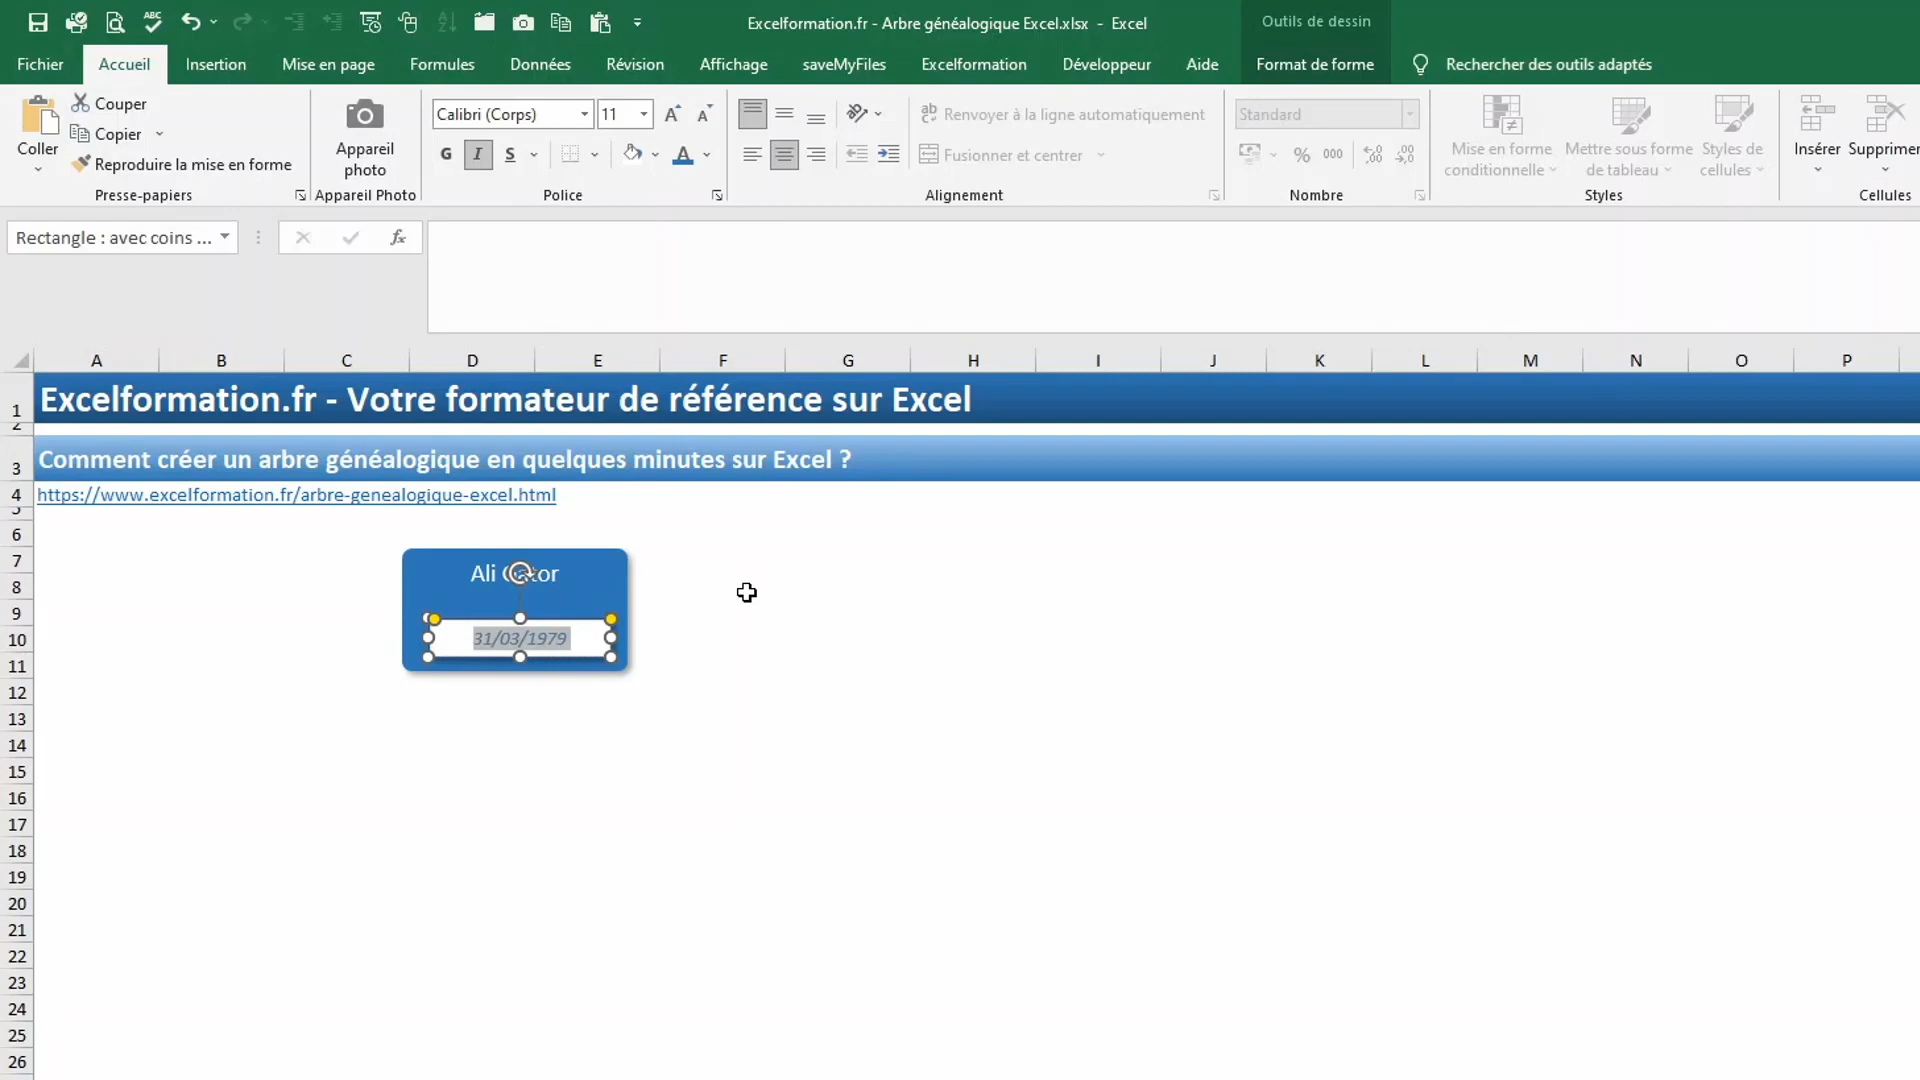 Excelformation.fr - Arbre généalogique Excel.xlsx - Excel
Outils de dessin
Fichier Accueil Insertion Mise en page Formules Données Révision Affichage saveMyFiles Excelformation Développeur Aide Format de forme Rechercher des outils adaptés
Coller
Couper
Copier
Reproduire la mise en forme
Presse-papiers
Appareil
photo
Appareil Photo
Calibri (Corps) 11
G I S A
Police
Renvoyer à la ligne automatiquement
Fusionner et centrer
Alignement
Standard
% 000
Nombre
Mise en forme
conditionnelle
Mettre sous forme
de tableau
Styles de
cellules
Styles
Insérer
Supprimer
Cellules
Rectangle : avec coins ... fx
A B C D E F G H I J K L M N O P
1 Excelformation.fr - Votre formateur de référence sur Excel
2
3 Comment créer un arbre généalogique en quelques minutes sur Excel ?
4 https://www.excelformation.fr/arbre-genealogique-excel.html
5
6
7
Ali
8
9
10 31/03/1979
11
12
13
14
15
16
17
18
19
20
21
22
23
24
25
26